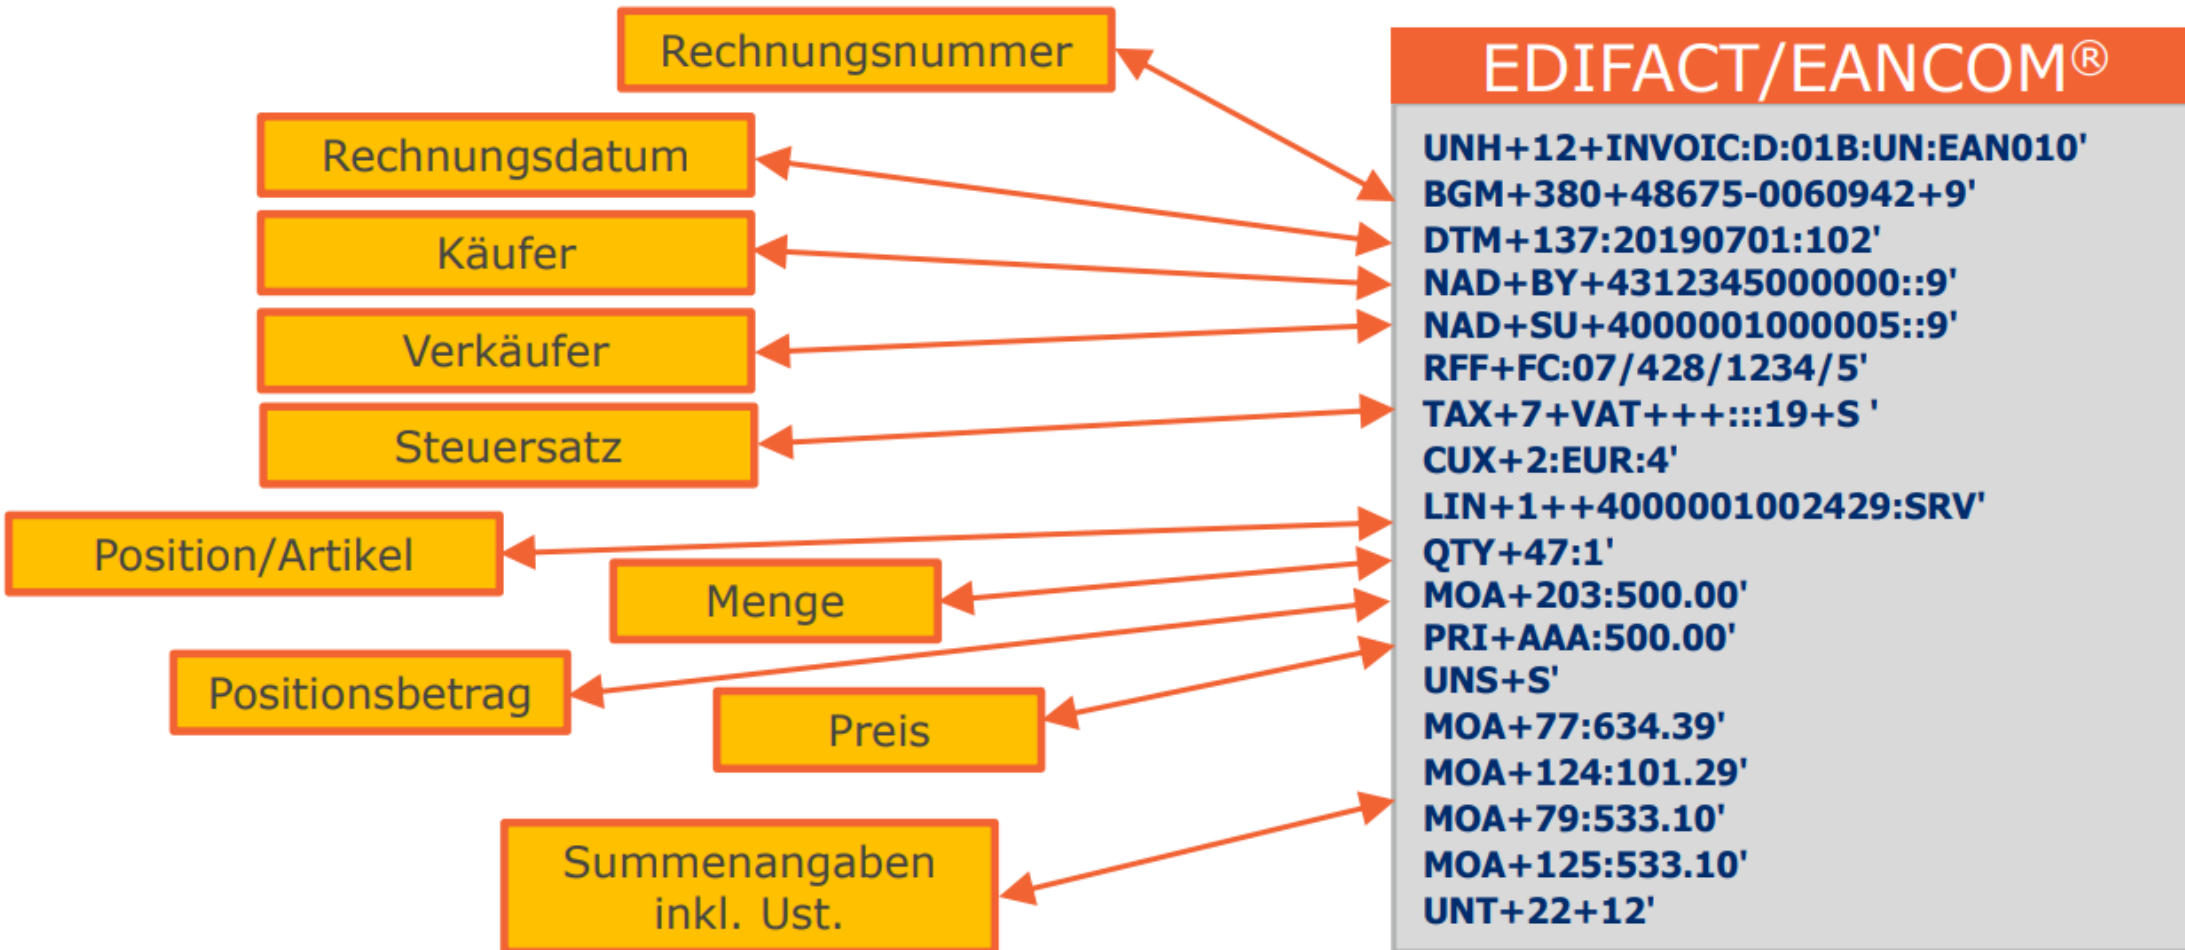 Rechnungsnummer
Rechnungsdatum
Käufer
Verkäufer
Steuersatz
Position/Artikel
Menge
Positionsbetrag
Preis
Summenangaben
inkl. Ust.
EDIFACT/EANCOM®
UNH+12+INVOIC:D:01B:UN:EAN010'
BGM+380+48675-0060942+9'
DTM+137:20190701:102'
NAD+BY+4312345000000::9'
NAD+SU+4000001000005::9'
RFF+FC:07/428/1234/5'
TAX+7+VAT+++:::19+S '
CUX+2:EUR:4'
LIN+1++4000001002429:SRV'
QTY+47:1'
MOA+203:500.00'
PRI+AAA:500.00'
UNS+S'
MOA+77:634.39'
MOA+124:101.29'
MOA+79:533.10'
MOA+125:533.10'
UNT+22+12'